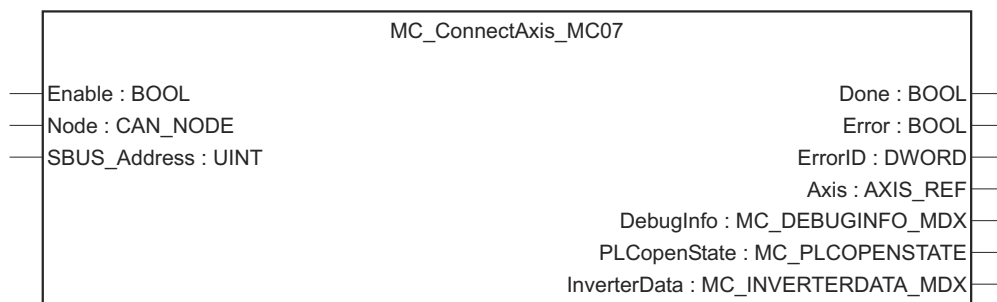 MC_ConnectAxis_MC07
Enable : BOOL
Node : CAN_NODE
SBUS_Address : UINT
Done : BOOL
Error : BOOL
ErrorID : DWORD
Axis : AXIS_REF
DebugInfo : MC_DEBUGINFO_MDX
PLCopenState : MC_PLCOPENSTATE
InverterData : MC_INVERTERDATA_MDX